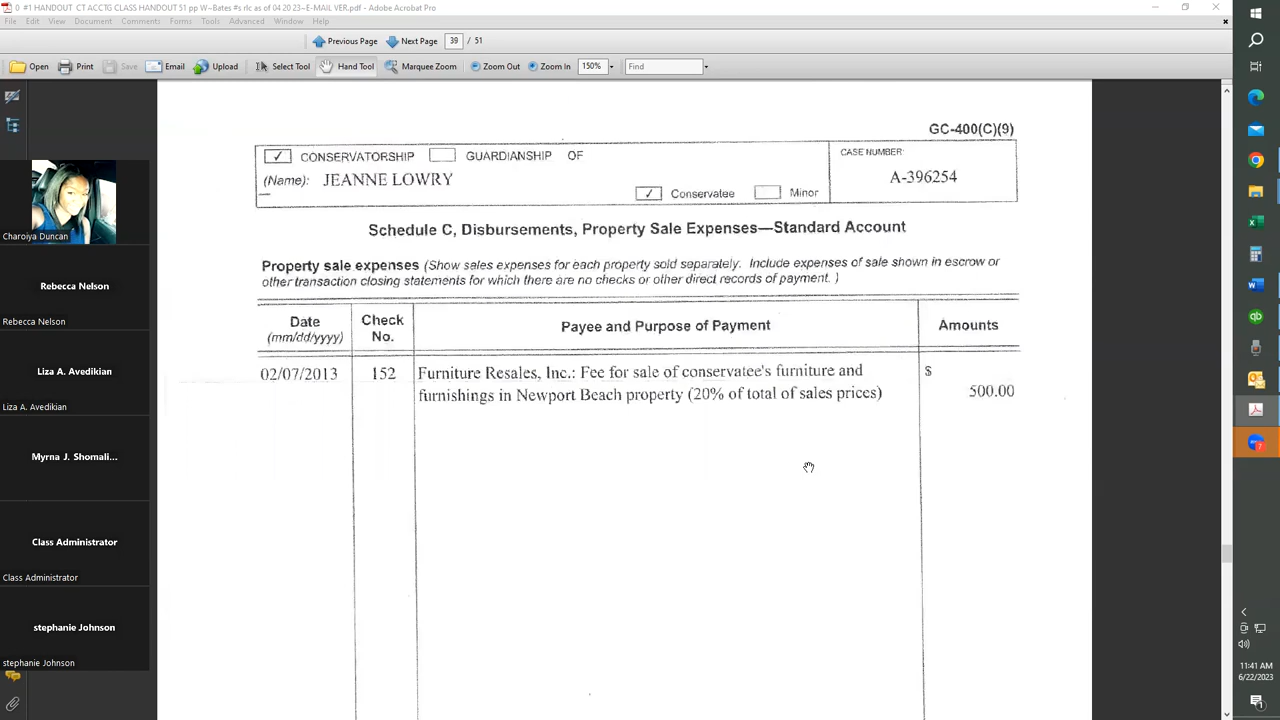 0 #1 HANDOUT CT ACCTG CLASS HANDOUT 51 pp W~Bates #s rlc as of 04 20 23~E-MAIL VER.pdf - Adobe Acrobat Pro
File Edit View Document Comments Forms Tools Advanced Window Help
Previous Page Next Page 39 / 51
Open Print Save Email Upload Select Tool Hand Tool Marquee Zoom Zoom Out Zoom In 150% Find
GC-400(C)(9)
✓ CONSERVATORSHIP GUARDIANSHIP OF
CASE NUMBER:
(Name): JEANNE LOWRY
A-396254
✓ Conservatee Minor
Schedule C, Disbursements, Property Sale Expenses—Standard Account
Property sale expenses (Show sales expenses for each property sold separately. Include expenses of sale shown in escrow or
other transaction closing statements for which there are no checks or other direct records of payment. )
Date
(mm/dd/yyyy)
Check
No.
Payee and Purpose of Payment
Amounts
02/07/2013
152
Furniture Resales, Inc.: Fee for sale of conservatee's furniture and
furnishings in Newport Beach property (20% of total of sales prices)
$
500.00
Charoiya Duncan
Rebecca Nelson
Rebecca Nelson
Liza A. Avedikian
Liza A. Avedikian
Myrna J. Shomali...
Class Administrator
Class Administrator
stephanie Johnson
stephanie Johnson
11:41 AM
6/22/2023